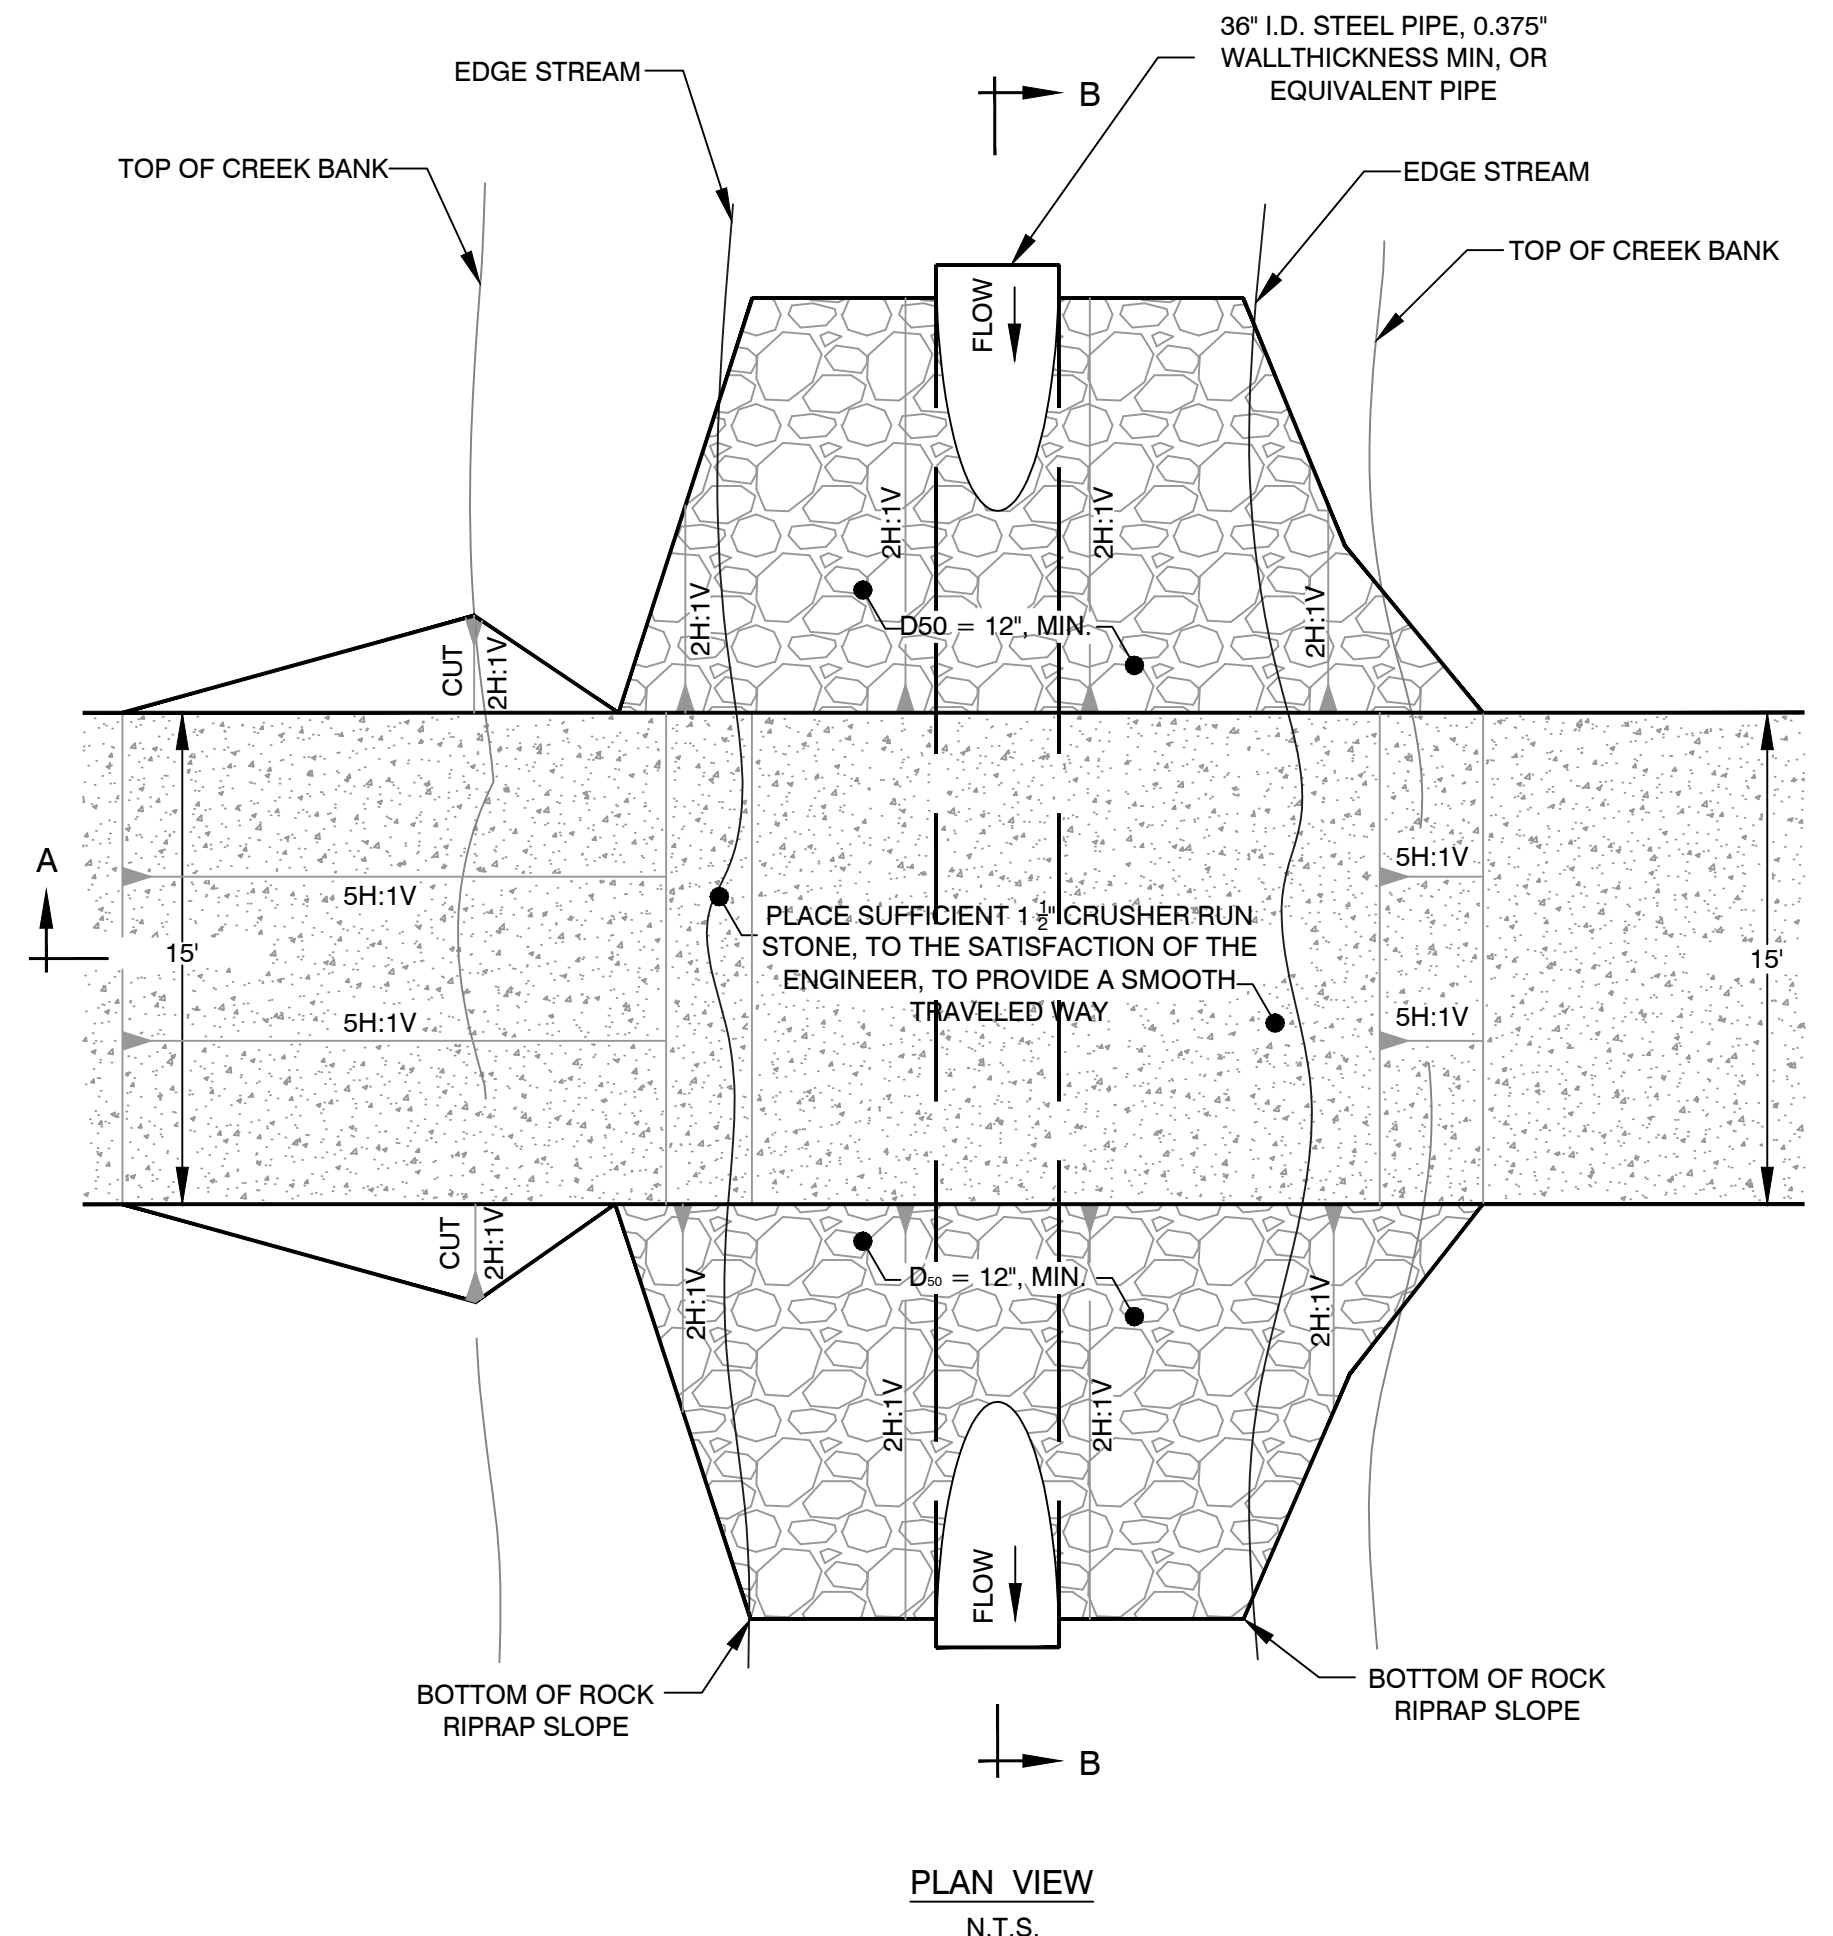 36" I.D. STEEL PIPE, 0.375"
WALLTHICKNESS MIN, OR
EQUIVALENT PIPE
EDGE STREAM
B
TOP OF CREEK BANK
EDGE STREAM
TOP OF CREEK BANK
FLOW
2H:1V
2H:1V
2H:1V
2H:1V
D50 = 12", MIN.
CUT
2H:1V
A
5H:1V
5H:1V
15'
PLACE SUFFICIENT 1 1/2" CRUSHER RUN
STONE, TO THE SATISFACTION OF THE
ENGINEER, TO PROVIDE A SMOOTH
TRAVELED WAY
15'
5H:1V
5H:1V
CUT
2H:1V
D₅₀ = 12", MIN.
2H:1V
2H:1V
2H:1V
2H:1V
FLOW
BOTTOM OF ROCK
RIPRAP SLOPE
BOTTOM OF ROCK
RIPRAP SLOPE
B
PLAN VIEW
N.T.S.